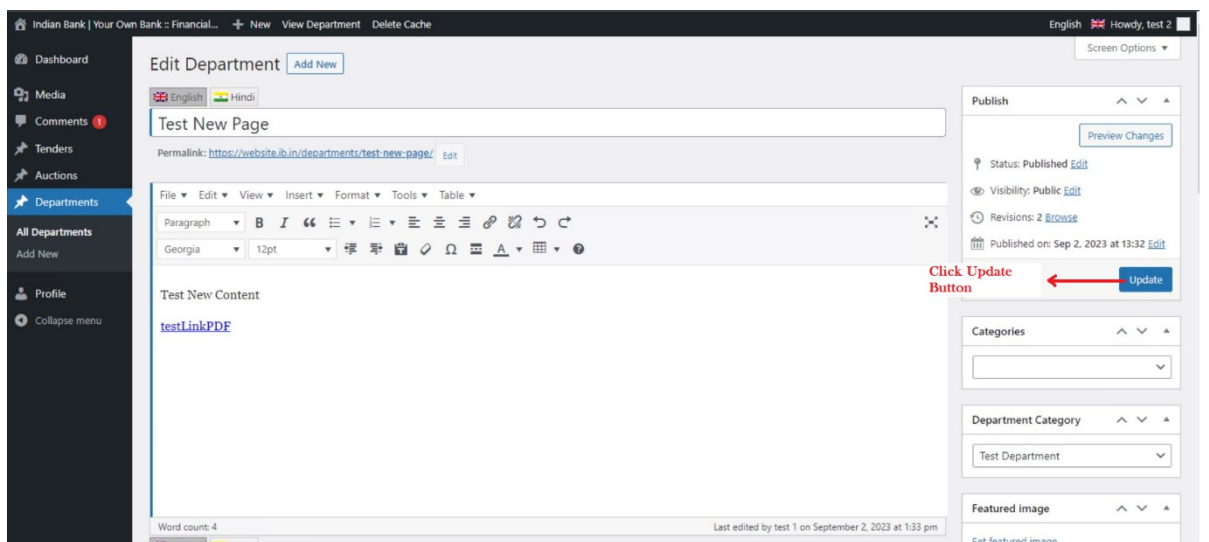 Indian Bank | Your Own Bank :: Financial... + New View Department Delete Cache English Howdy, test 2
Screen Options ▼
Dashboard
Media
Comments 1
Tenders
Auctions
Departments
All Departments
Add New
Profile
Collapse menu
Edit Department Add New
English Hindi
Test New Page
Permalink: https://website.ib.in/departments/test-new-page/ Edit
File ▼ Edit ▼ View ▼ Insert ▼ Format ▼ Tools ▼ Table ▼
Paragraph ▼ B I
Georgia ▼ 12pt ▼ Ω A ▼
Test New Content
testLinkPDF
Word count: 4 Last edited by test 1 on September 2, 2023 at 1:33 pm
Publish
Preview Changes
Status: Published Edit
Visibility: Public Edit
Revisions: 2 Browse
Published on: Sep 2, 2023 at 13:32 Edit
Click Update
Button
Update
Categories
Department Category
Test Department
Featured image
Set featured image